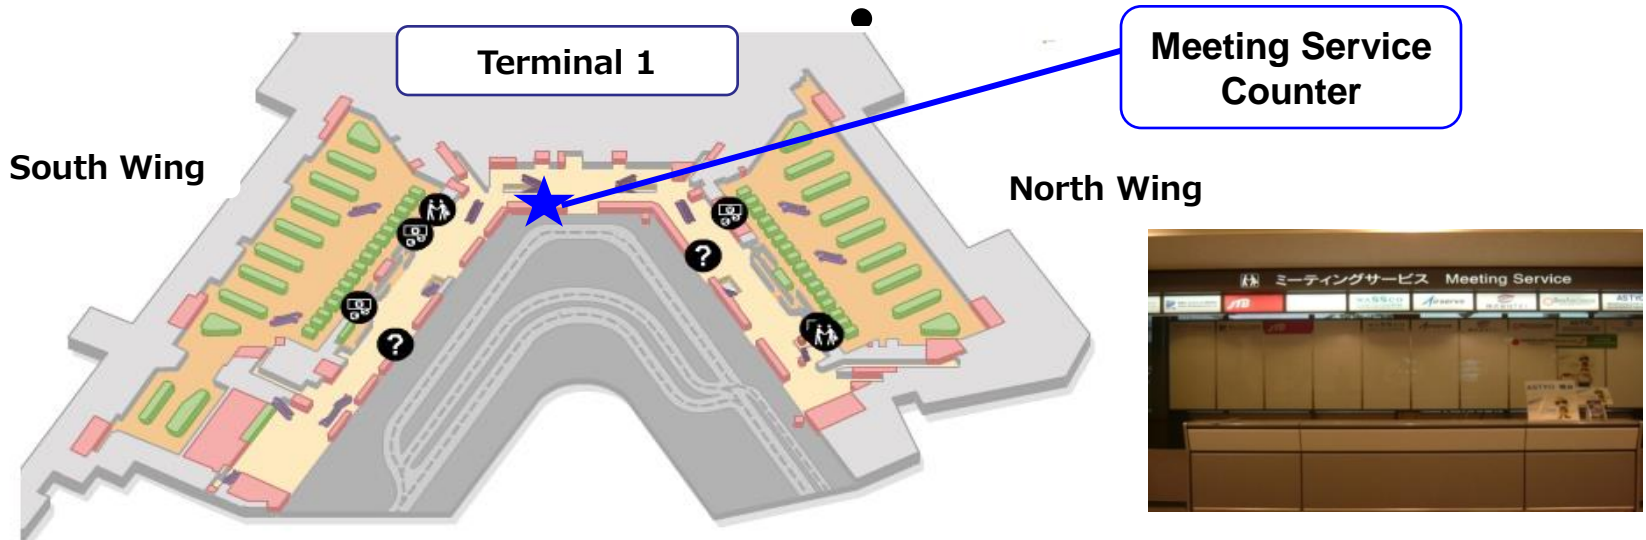 Terminal 1
Meeting Service
Counter
South Wing
North Wing
?
?
ミーティングサービス Meeting Service
JTB
ASTYO